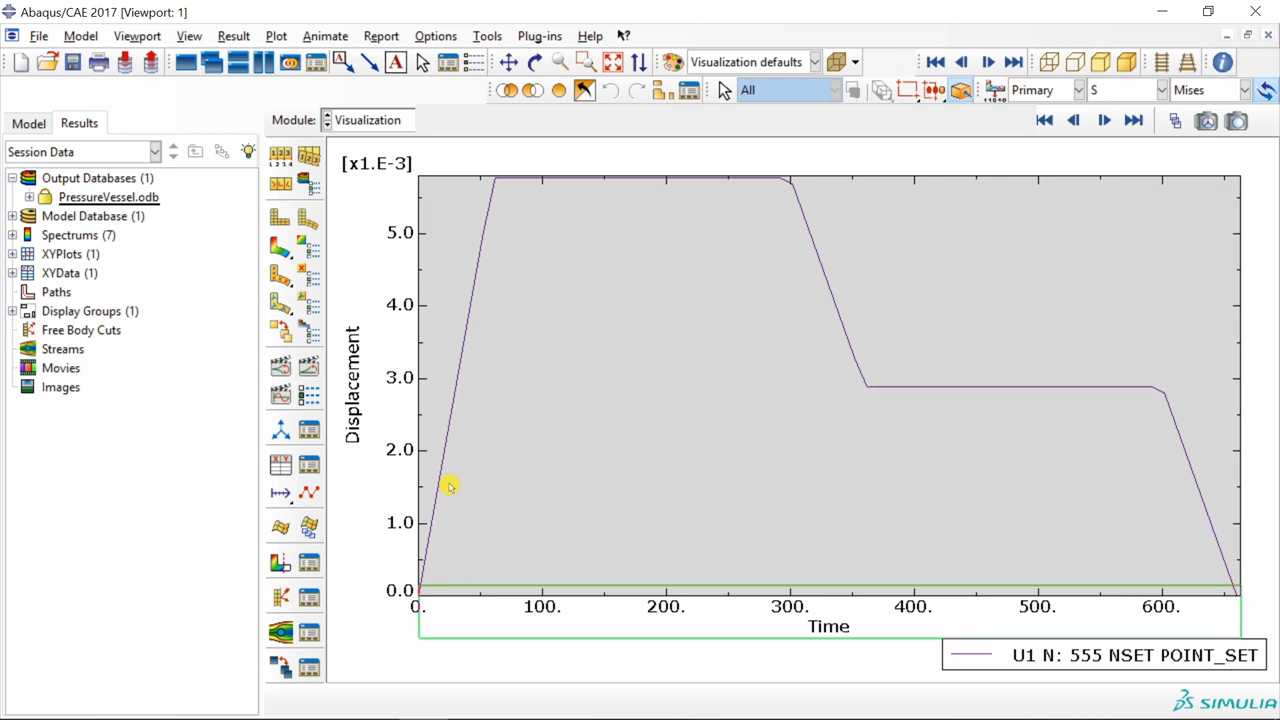 Abaqus/CAE 2017 [Viewport: 1]
File Model Viewport View Result Plot Animate Report Options Tools Plug-ins Help
A A Visualization defaults
All Primary S Mises
Model Results Module: Visualization
Session Data
Output Databases (1)
PressureVessel.odb
Model Database (1)
Spectrums (7)
XYPlots (1)
XYData (1)
Paths
Display Groups (1)
Free Body Cuts
Streams
Movies
Images
[x1.E-3]
5.0
4.0
3.0
2.0
1.0
0.0
Displacement
0. 100. 200. 300. 400. 500. 600.
Time
U1 N: 555 NSET POINT_SET
SIMULIA